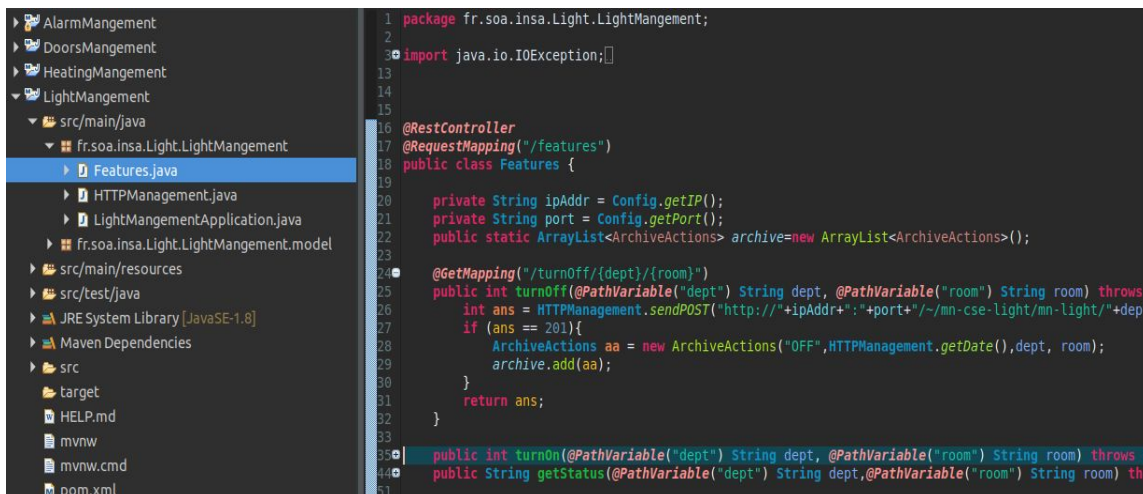 AlarmMangement
DoorsMangement
HeatingMangement
LightMangement
src/main/java
fr.soa.insa.Light.LightMangement
Features.java
HTTPManagement.java
LightMangementApplication.java
fr.soa.insa.Light.LightMangement.model
src/main/resources
src/test/java
JRE System Library [JavaSE-1.8]
Maven Dependencies
src
target
HELP.md
mvnw
mvnw.cmd
pom.xml
1 package fr.soa.insa.Light.LightMangement;
2
3 import java.io.IOException;
13
14
15
16 @RestController
17 @RequestMapping("/features")
18 public class Features {
19
20 private String ipAddr = Config.getIP();
21 private String port = Config.getPort();
22 public static ArrayList<ArchiveActions> archive=new ArrayList<ArchiveActions>();
23
24 @GetMapping("/turnOff/{dept}/{room}")
25 public int turnOff(@PathVariable("dept") String dept, @PathVariable("room") String room) throws
26 int ans = HTTPManagement.sendPOST("http://"+ipAddr+":"+port+"/~/mn-cse-light/mn-light/"+dep
27 if (ans == 201){
28 ArchiveActions aa = new ArchiveActions("OFF",HTTPManagement.getDate(),dept, room);
29 archive.add(aa);
30 }
31 return ans;
32 }
33
35 public int turnOn(@PathVariable("dept") String dept, @PathVariable("room") String room) throws
44 public String getStatus(@PathVariable("dept") String dept,@PathVariable("room") String room) th
51